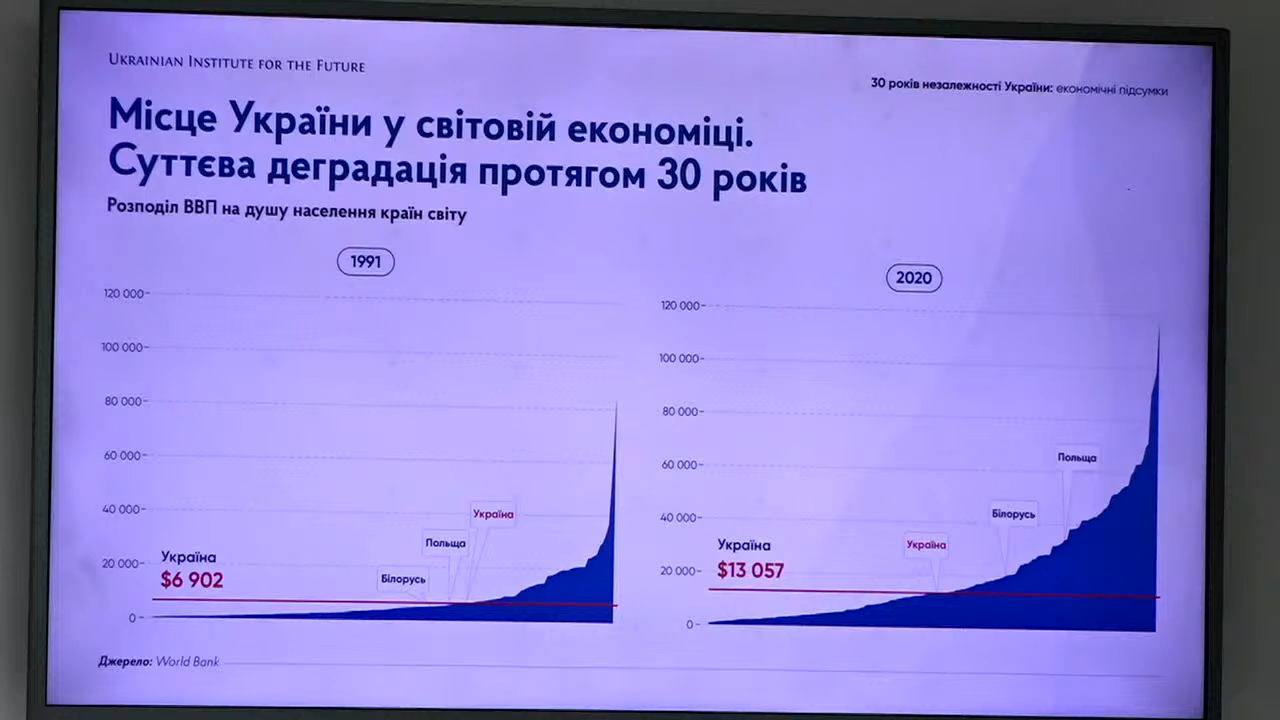 UKRAINIAN INSTITUTE FOR THE FUTURE
30 років незалежності України: економічні підсумки
Місце України у світовій економіці.
Суттєва деградація протягом 30 років
Розподіл ВВП на душу населення країн світу
1991
120 000
100 000
80 000
60 000
40 000
20 000
0
Україна
$6 902
Білорусь
Польща
Україна
2020
120 000
100 000
80 000
60 000
40 000
20 000
0
Україна
$13 057
Україна
Білорусь
Польща
Джерело: World Bank